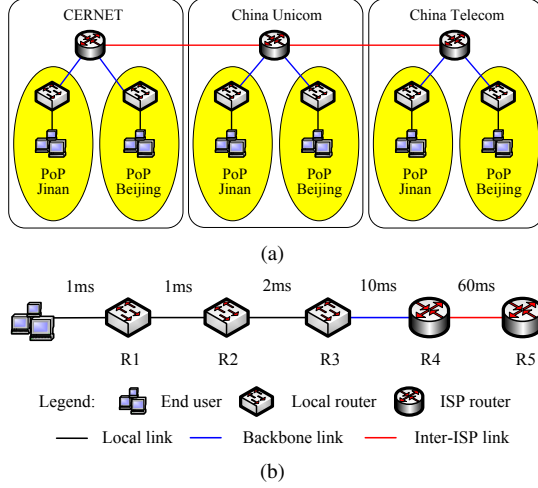 CERNET China Unicom China Telecom
PoP PoP PoP PoP PoP PoP
Jinan Beijing Jinan Beijing Jinan Beijing
(a)
1ms 1ms 2ms 10ms 60ms
R1 R2 R3 R4 R5
Legend: End user Local router ISP router
Local link Backbone link Inter-ISP link
(b)